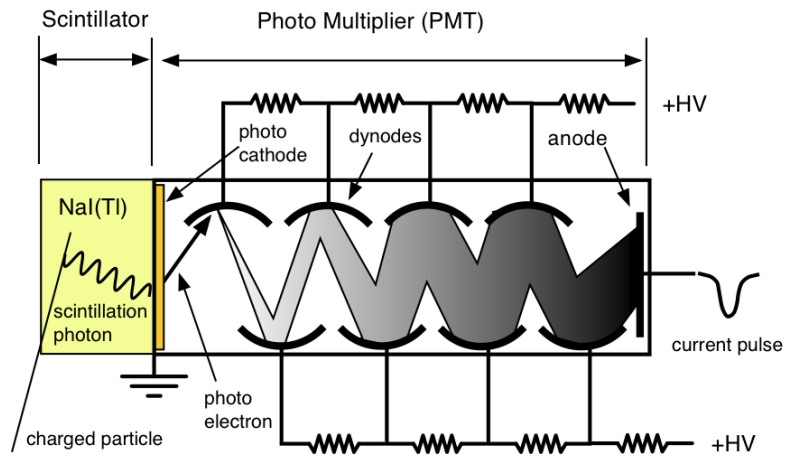 Scintillator
Photo Multiplier (PMT)
+HV
photo
cathode
dynodes
anode
NaI(Tl)
scintillation
photon
current pulse
photo
electron
charged particle
+HV